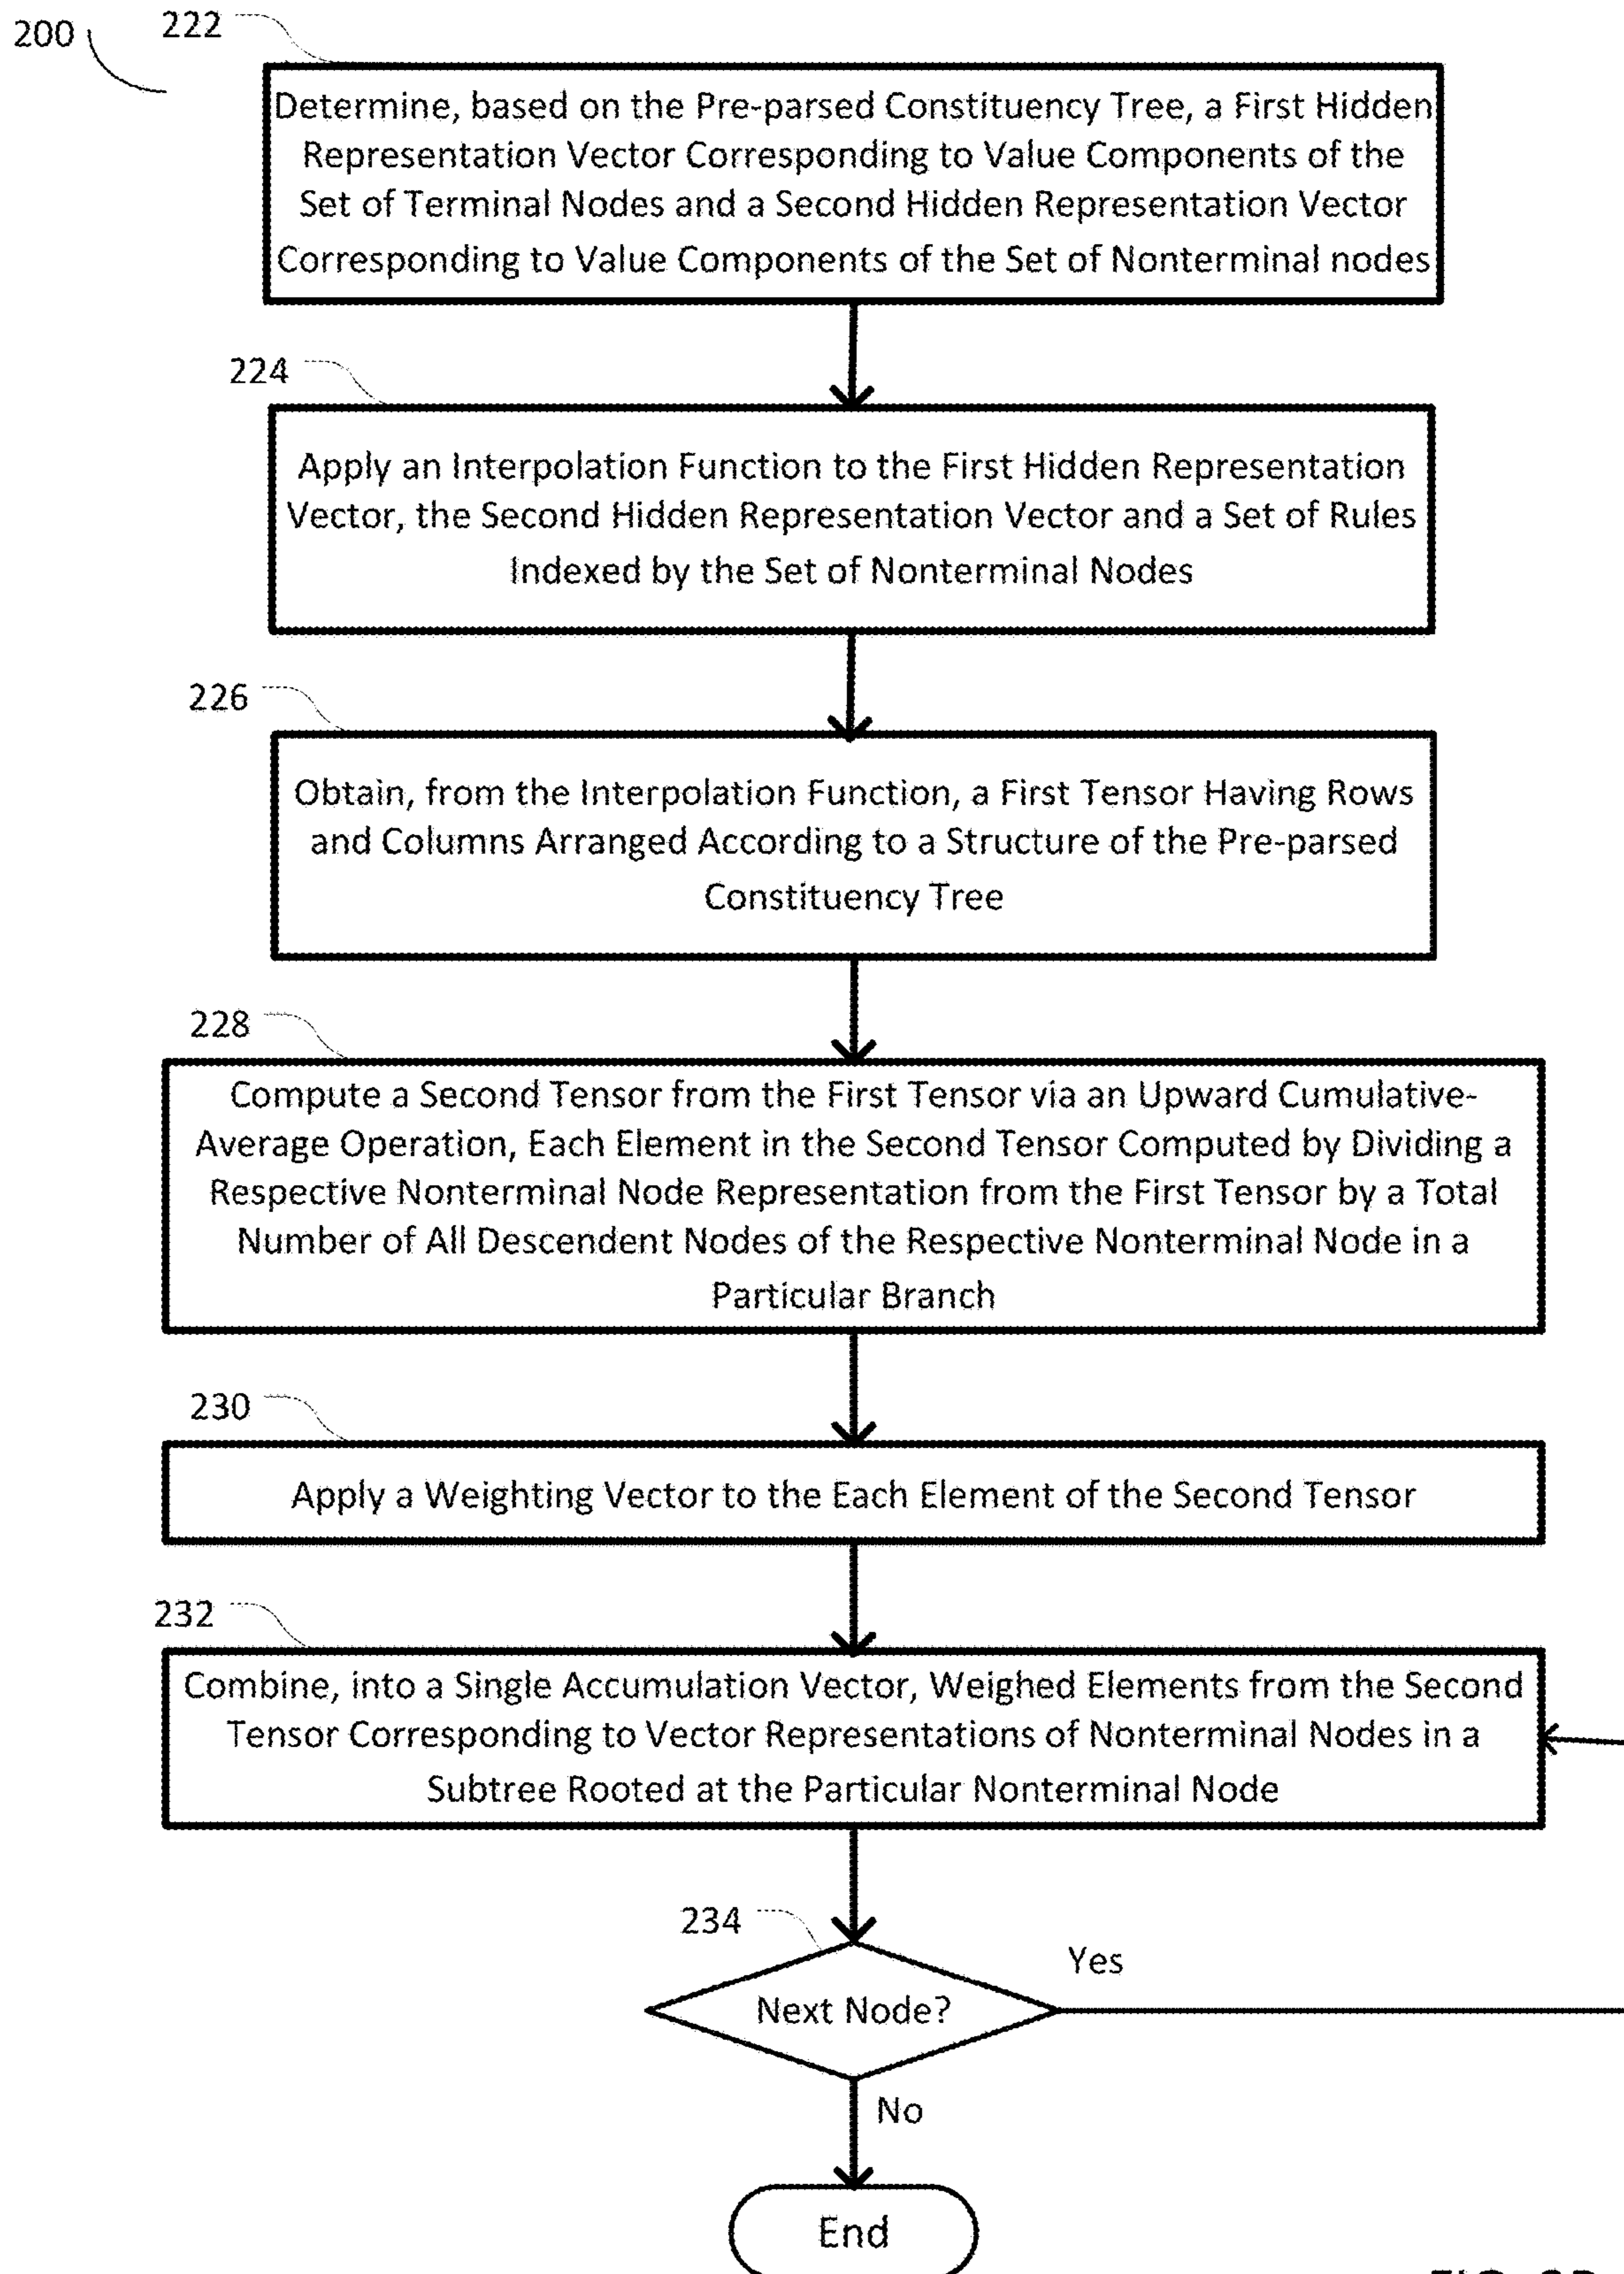 200
222
Determine, based on the Pre-parsed Constituency Tree, a First Hidden
Representation Vector Corresponding to Value Components of the
Set of Terminal Nodes and a Second Hidden Representation Vector
Corresponding to Value Components of the Set of Nonterminal nodes
224
Apply an Interpolation Function to the First Hidden Representation
Vector, the Second Hidden Representation Vector and a Set of Rules
Indexed by the Set of Nonterminal Nodes
226
Obtain, from the Interpolation Function, a First Tensor Having Rows
and Columns Arranged According to a Structure of the Pre-parsed
Constituency Tree
228
Compute a Second Tensor from the First Tensor via an Upward Cumulative-
Average Operation, Each Element in the Second Tensor Computed by Dividing a
Respective Nonterminal Node Representation from the First Tensor by a Total
Number of All Descendent Nodes of the Respective Nonterminal Node in a
Particular Branch
230
Apply a Weighting Vector to the Each Element of the Second Tensor
232
Combine, into a Single Accumulation Vector, Weighed Elements from the Second
Tensor Corresponding to Vector Representations of Nonterminal Nodes in a
Subtree Rooted at the Particular Nonterminal Node
234
Yes
Next Node?
No
End